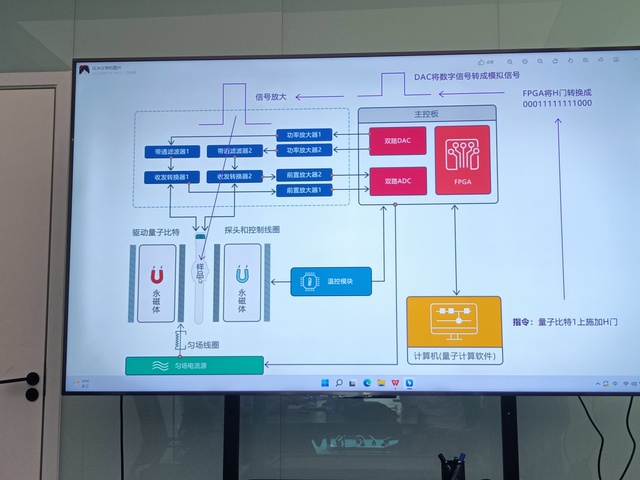 DAC将数字信号转成模拟信号
信号放大
FPGA将H门转换成
00011111111000
主控板
功率放大器1
功率放大器2
带通滤波器1
带通滤波器2
双路DAC
FPGA
收发转换器1
收发转换器2
前置放大器2
前置放大器1
双路ADC
驱动量子比特
探头和控制线圈
样品
永磁体
永磁体
温控模块
匀场线圈
匀场电流源
计算机(量子计算软件)
指令：量子比特1上施加H门